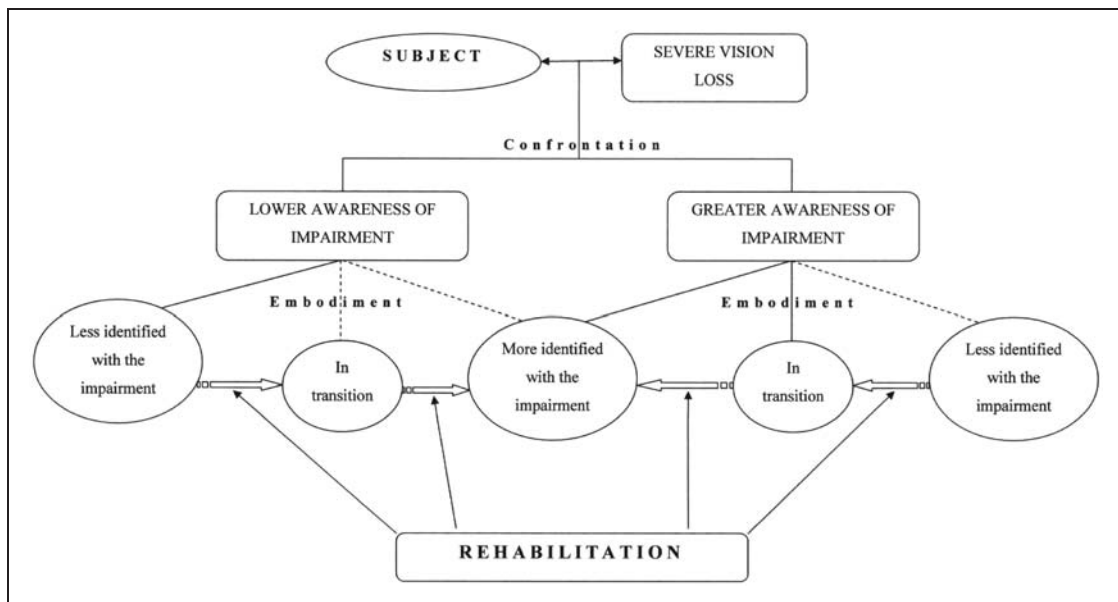 SUBJECT
SEVERE VISION
LOSS
Confrontation
LOWER AWARENESS OF
IMPAIRMENT
GREATER AWARENESS OF
IMPAIRMENT
Embodiment
Embodiment
Less identified
with the
impairment
In
transition
More identified
with the
impairment
In
transition
Less identified
with the
impairment
REHABILITATION